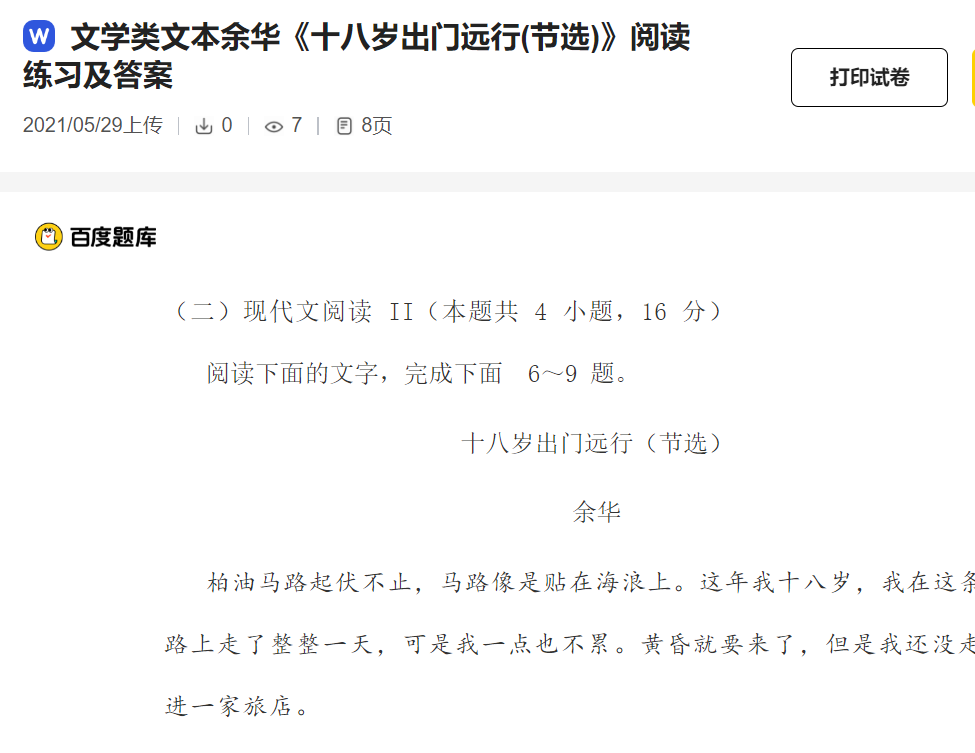 W 文学类文本余华《十八岁出门远行(节选)》阅读
练习及答案
打印试卷
2021/05/29上传 0 7 8页
百度题库
（二）现代文阅读 II（本题共 4 小题，16 分）
阅读下面的文字，完成下面 6～9 题。
十八岁出门远行（节选）
余华
柏油马路起伏不止，马路像是贴在海浪上。这年我十八岁，我在这条
路上走了整整一天，可是我一点也不累。黄昏就要来了，但是我还没走
进一家旅店。